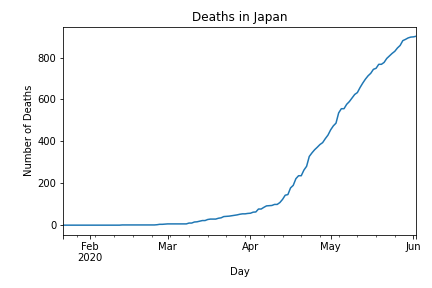 Deaths in Japan
Number of Deaths
800
600
400
200
0
Feb
2020
Mar
Apr
May
Jun
Day